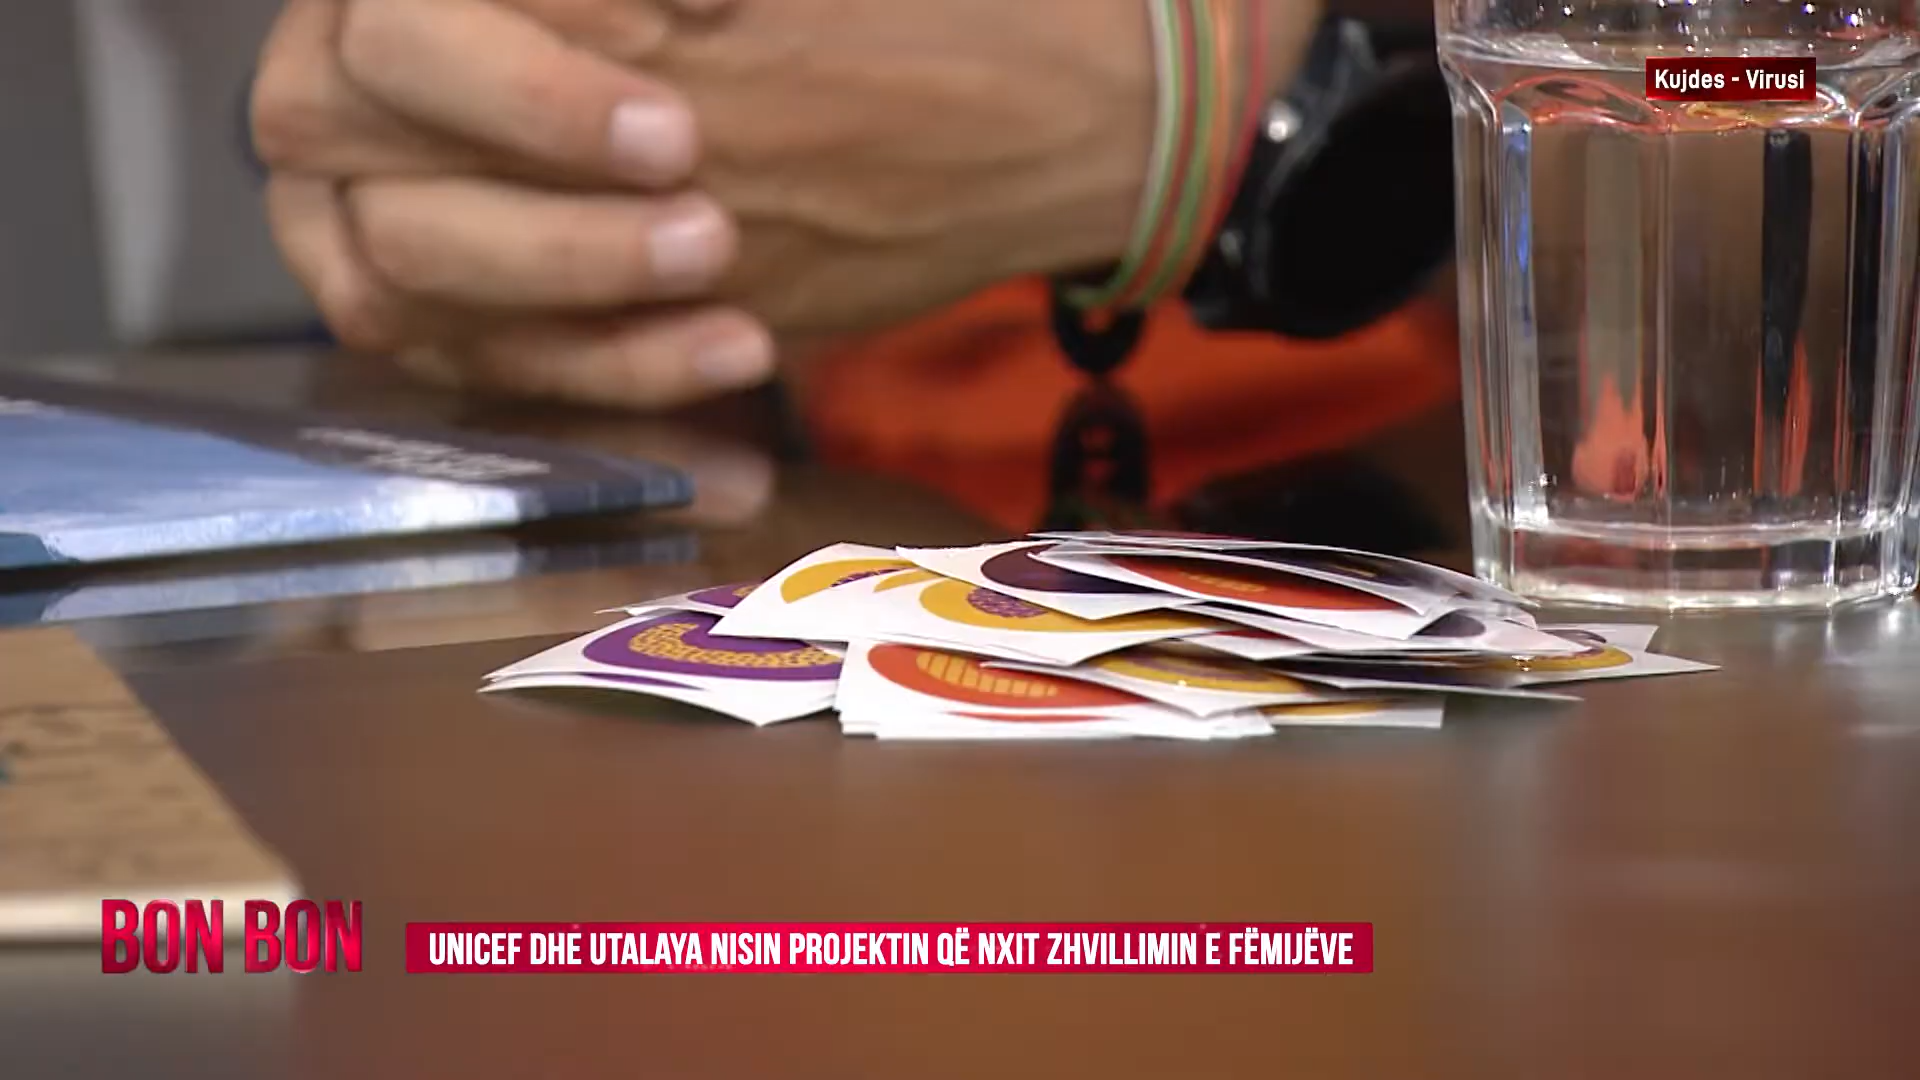 Kujdes - Virusi
BON BON
UNICEF DHE UTALAYA NISIN PROJEKTIN QË NXIT ZHVILLIMIN E FËMIJËVE